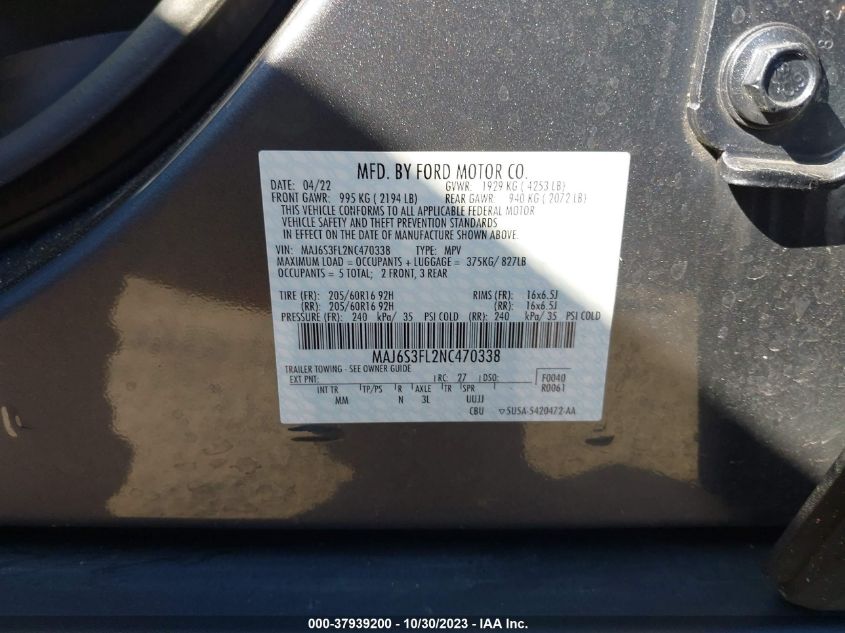 872
MFD. BY FORD MOTOR CO.
DATE: 04/22 GVWR: 1929 KG ( 4253 LB)
FRONT GAWR: 995 KG ( 2194 LB) REAR GAWR: 940 KG ( 2072 LB)
THIS VEHICLE CONFORMS TO ALL APPLICABLE FEDERAL MOTOR
VEHICLE SAFETY AND THEFT PREVENTION STANDARDS
IN EFFECT ON THE DATE OF MANUFACTURE SHOWN ABOVE.
VIN: MAJ6S3FL2NC470338 TYPE: MPV
MAXIMUM LOAD = OCCUPANTS + LUGGAGE = 375KG/ 827LB
OCCUPANTS = 5 TOTAL; 2 FRONT, 3 REAR
TIRE (FR): 205/60R16 92H RIMS (FR): 16x6.5J
(RR): 205/60R16 92H (RR): 16x6.5J
PRESSURE (FR): 240 kPa/ 35 PSI COLD (RR): 240 kPa/ 35 PSI COLD
MAJ6S3FL2NC470338
TRAILER TOWING - SEE OWNER GUIDE
EXT PNT: RC: 27 DSO: F0040
INT TR TP/PS R AXLE TR SPR R0061
MM N 3L UUJJ
CBU ▽ SU5A-5420472-AA
000-37939200 - 10/30/2023 - IAA Inc.